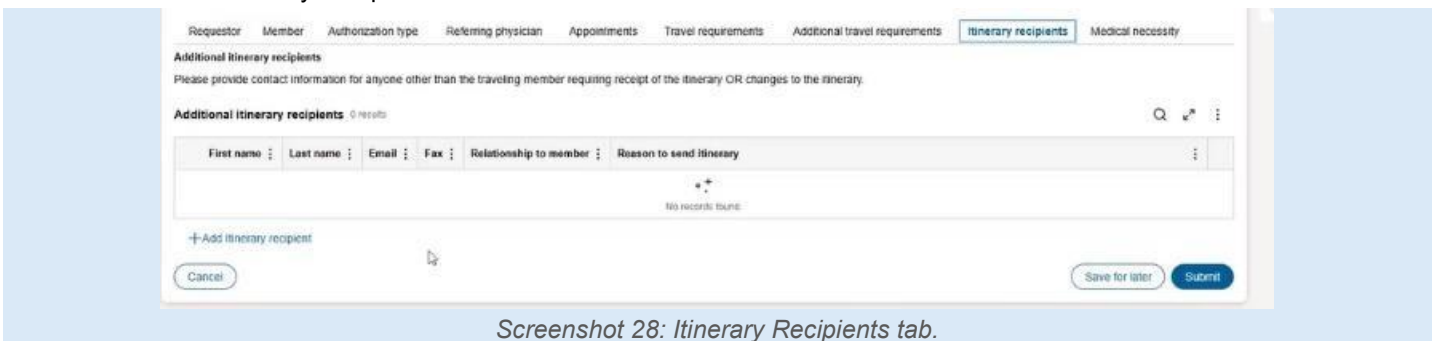 Requestor Member Authorization type Referring physician Appointments Travel requirements Additional travel requirements Itinerary recipients Medical necessity
Additional itinerary recipients
Please provide contact information for anyone other than the traveling member requiring receipt of the itinerary OR changes to the itinerary.
Additional itinerary recipients 0 results
First name Last name Email Fax Relationship to member Reason to send itinerary
No records found.
+Add itinerary recipient
Cancel Save for later Submit
Screenshot 28: Itinerary Recipients tab.